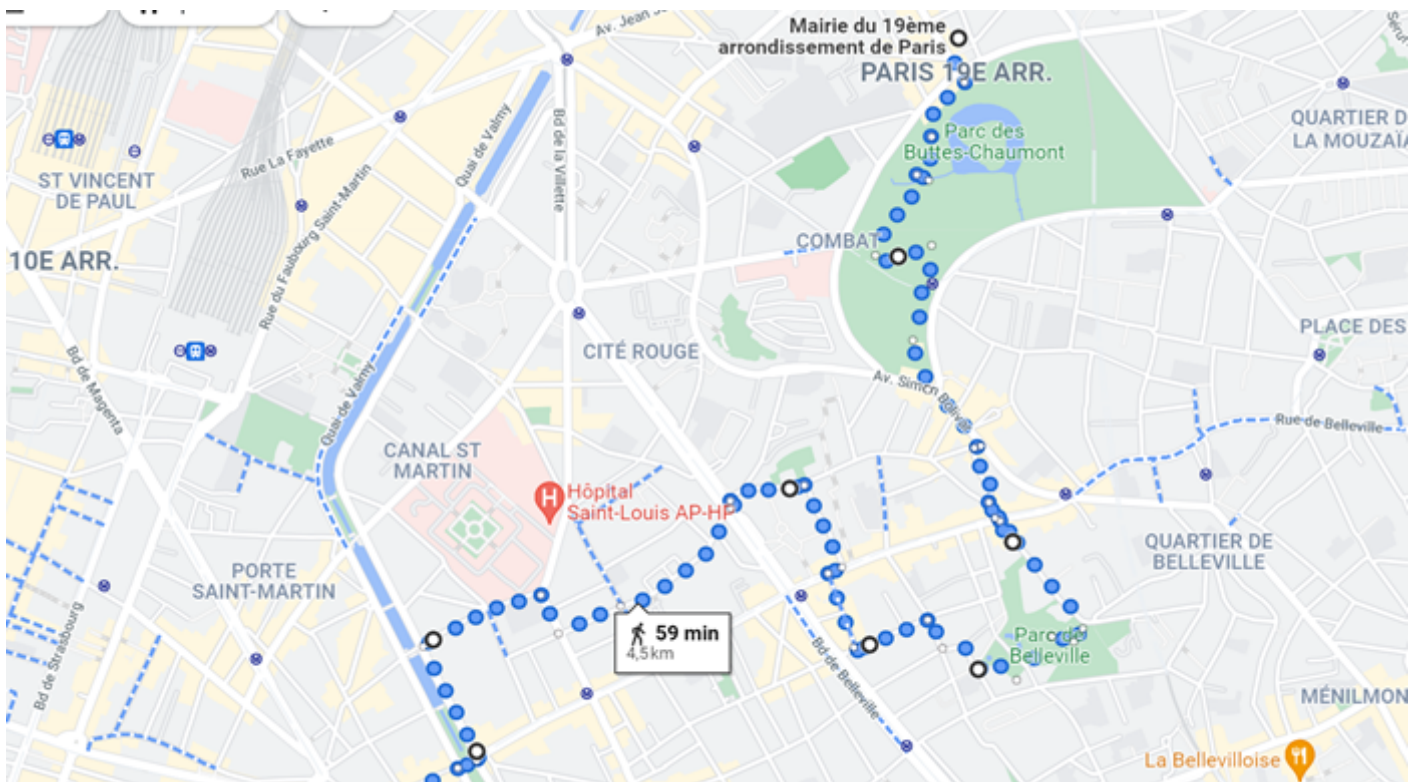 Av. Jean
Mairie du 19ème
arrondissement de Paris
PARIS 19E ARR.
QUARTIER D
LA MOUZAÏA
Parc des
Buttes-Chaumont
Rue La Fayette
Quai de Valmy
Bd de la Villette
ST VINCENT
DE PAUL
Rue du Faubourg Saint-Martin
COMBAT
10E ARR.
PLACE DES
CITÉ ROUGE
Bd de Magenta
Quai de Valmy
Av. Simon Bolivar
Rue de Belleville
CANAL ST
MARTIN
H
Hôpital
Saint-Louis AP-HP
QUARTIER DE
BELLEVILLE
PORTE
SAINT-MARTIN
Bd de Strasbourg
59 min
4,5 km
Parc de
Belleville
Bd de Belleville
MÉNILMON
La Bellevilloise